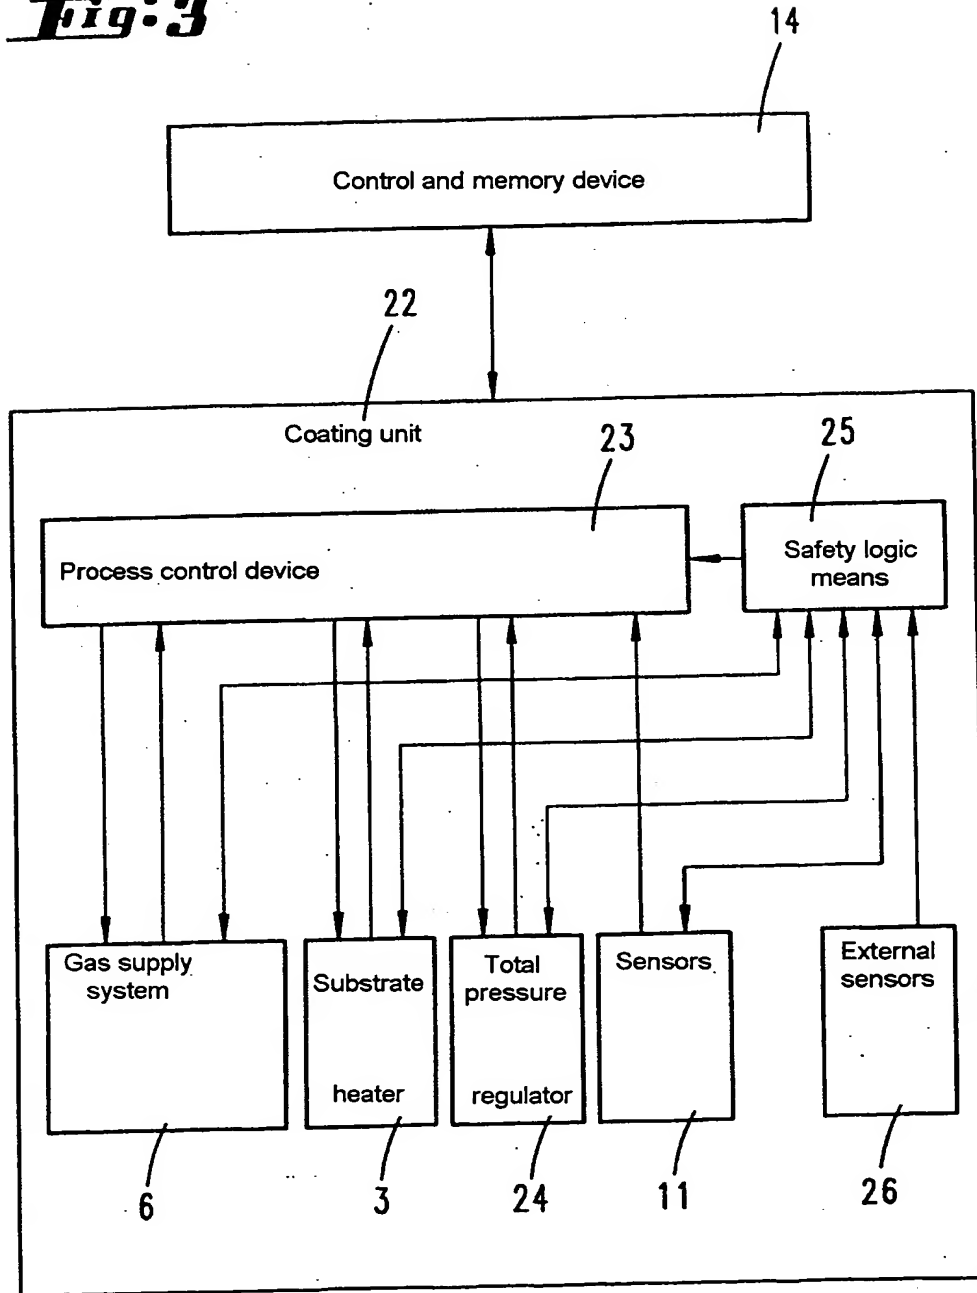 Fig. 3
14
Control and memory device
22
Coating unit
23
25
Process control device
Safety logic
means
Gas supply
system
Substrate
heater
Total
pressure
regulator
Sensors
External
sensors
6
3
24
11
26